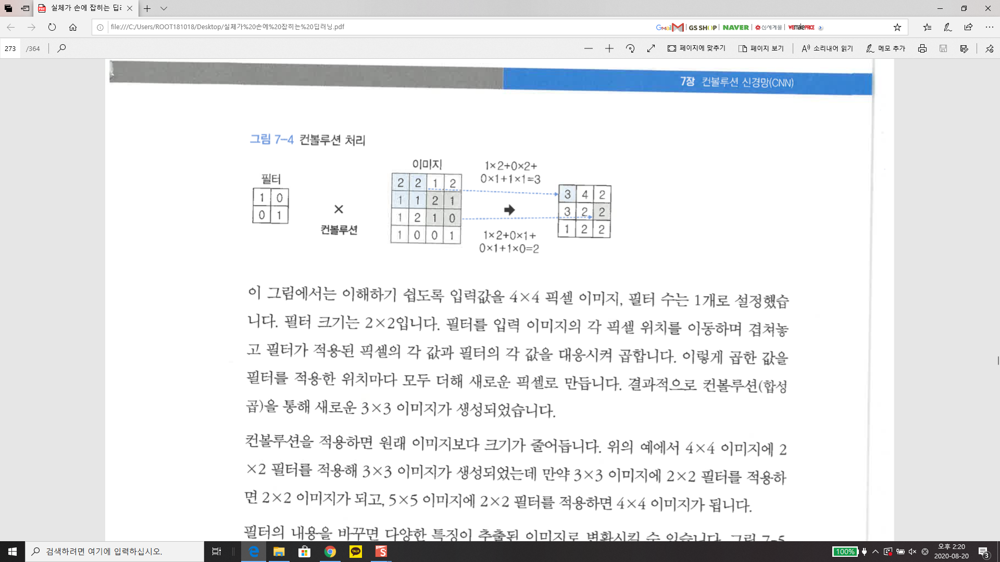 실체가 손에 잡히는 딥러
file:///C:/Users/ROOT181018/Desktop/실체가%20손에%20잡히는%20딥러닝.pdf
Gmail GS SHOP NAVER 신세계몰 WEMAKEPRICE
273 /364
페이지에 맞추기 페이지 보기 소리내어 읽기 메모 추가
7장 컨볼루션 신경망(CNN)
그림 7-4 컨볼루션 처리
필터
1 0
0 1
×
컨볼루션
이미지
2 2 1 2
1 1 2 1
1 2 1 0
1 0 0 1
1×2+0×2+
0×1+1×1=3
1×2+0×1+
0×1+1×0=2
3 4 2
3 2 2
1 2 2
이 그림에서는 이해하기 쉽도록 입력값을 4×4 픽셀 이미지, 필터 수는 1개로 설정했습
니다. 필터 크기는 2×2입니다. 필터를 입력 이미지의 각 픽셀 위치를 이동하며 겹쳐놓
고 필터가 적용된 픽셀의 각 값과 필터의 각 값을 대응시켜 곱합니다. 이렇게 곱한 값을
필터를 적용한 위치마다 모두 더해 새로운 픽셀로 만듭니다. 결과적으로 컨볼루션(합성
곱)을 통해 새로운 3×3 이미지가 생성되었습니다.
컨볼루션을 적용하면 원래 이미지보다 크기가 줄어듭니다. 위의 예에서 4×4 이미지에 2
×2 필터를 적용해 3×3 이미지가 생성되었는데 만약 3×3 이미지에 2×2 필터를 적용하
면 2×2 이미지가 되고, 5×5 이미지에 2×2 필터를 적용하면 4×4 이미지가 됩니다.
필터의 내용을 바꾸면 다양한 특징이 추출된 이미지로 변환시킬 수 있습니다. 그림 7-5
검색하려면 여기에 입력하십시오.
TALK
100%
오후 2:20
2020-08-20
3